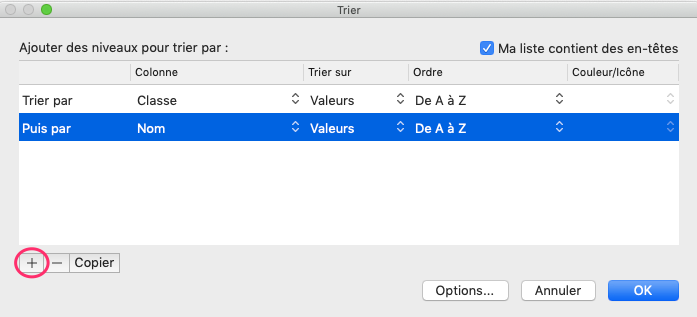 Trier
Ajouter des niveaux pour trier par :
Ma liste contient des en-têtes
Colonne Trier sur Ordre Couleur/Icône
Trier par Classe Valeurs De A à Z
Puis par Nom Valeurs De A à Z
+ − Copier
Options... Annuler OK